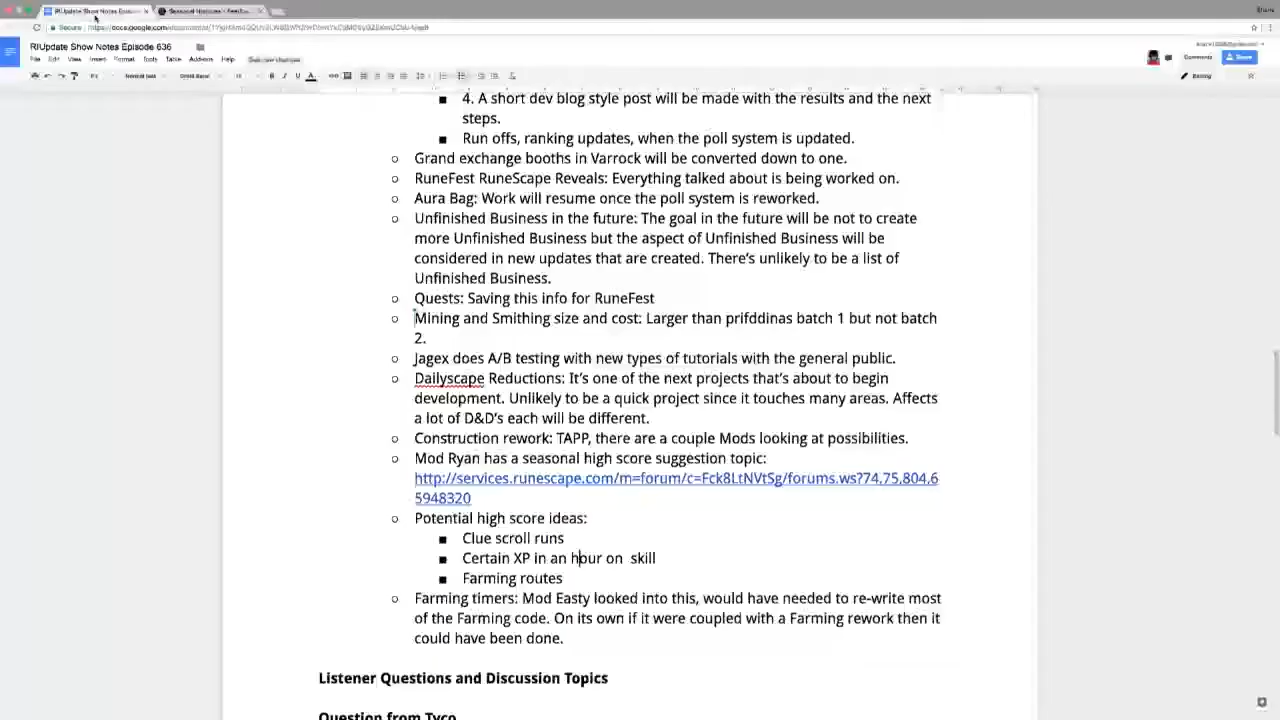 RIUpdate Show Notes Episode 636
File Edit View Insert Format Tools Table Add-ons Help
Comments
Share
Editing
4. A short dev blog style post will be made with the results and the next
steps.
Run offs, ranking updates, when the poll system is updated.
Grand exchange booths in Varrock will be converted down to one.
RuneFest RuneScape Reveals: Everything talked about is being worked on.
Aura Bag: Work will resume once the poll system is reworked.
Unfinished Business in the future: The goal in the future will be not to create
more Unfinished Business but the aspect of Unfinished Business will be
considered in new updates that are created. There's unlikely to be a list of
Unfinished Business.
Quests: Saving this info for RuneFest
Mining and Smithing size and cost: Larger than prifddinas batch 1 but not batch
2.
Jagex does A/B testing with new types of tutorials with the general public.
Dailyscape Reductions: It's one of the next projects that's about to begin
development. Unlikely to be a quick project since it touches many areas. Affects
a lot of D&D's each will be different.
Construction rework: TAPP, there are a couple Mods looking at possibilities.
Mod Ryan has a seasonal high score suggestion topic:
http://services.runescape.com/m=forum/c=Fck8LtNVtSg/forums.ws?74,75,804,6
5948320
Potential high score ideas:
Clue scroll runs
Certain XP in an hour on  skill
Farming routes
Farming timers: Mod Easty looked into this, would have needed to re-write most
of the Farming code. On its own if it were coupled with a Farming rework then it
could have been done.
Listener Questions and Discussion Topics
Question from Tyco